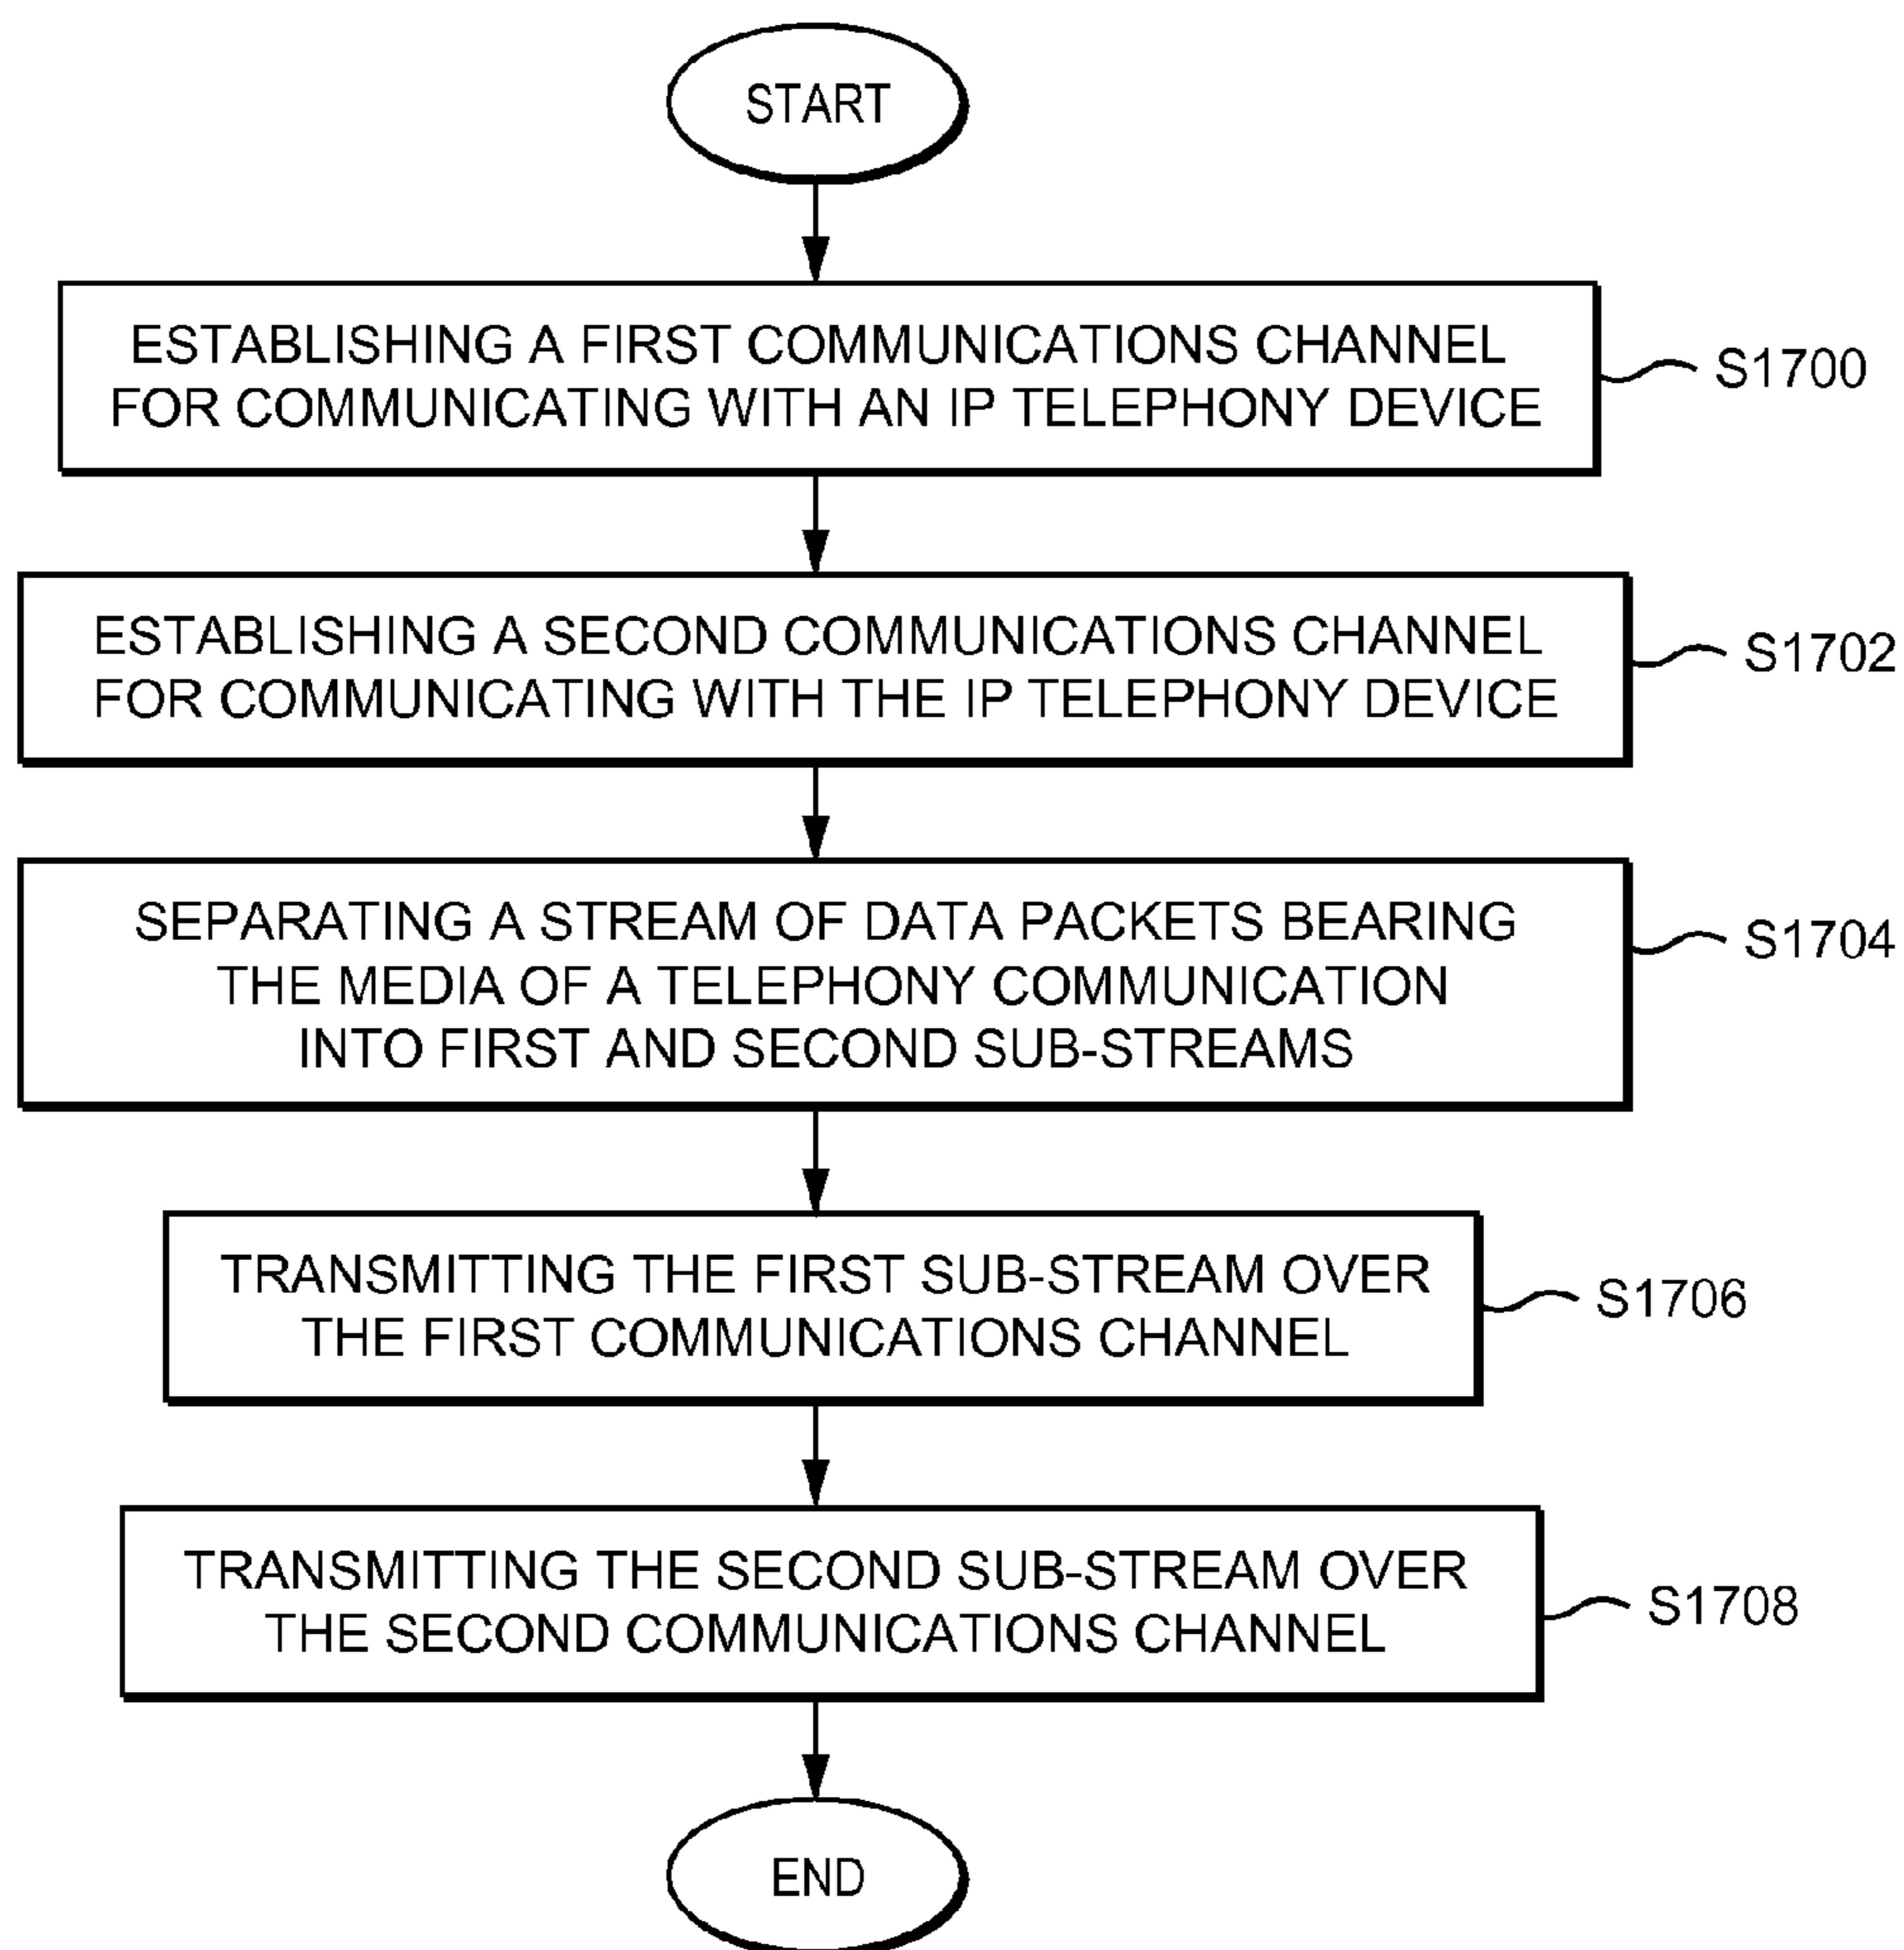 START
ESTABLISHING A FIRST COMMUNICATIONS CHANNEL
FOR COMMUNICATING WITH AN IP TELEPHONY DEVICE
S1700
ESTABLISHING A SECOND COMMUNICATIONS CHANNEL
FOR COMMUNICATING WITH THE IP TELEPHONY DEVICE
S1702
SEPARATING A STREAM OF DATA PACKETS BEARING
THE MEDIA OF A TELEPHONY COMMUNICATION
INTO FIRST AND SECOND SUB-STREAMS
S1704
TRANSMITTING THE FIRST SUB-STREAM OVER
THE FIRST COMMUNICATIONS CHANNEL
S1706
TRANSMITTING THE SECOND SUB-STREAM OVER
THE SECOND COMMUNICATIONS CHANNEL
S1708
END